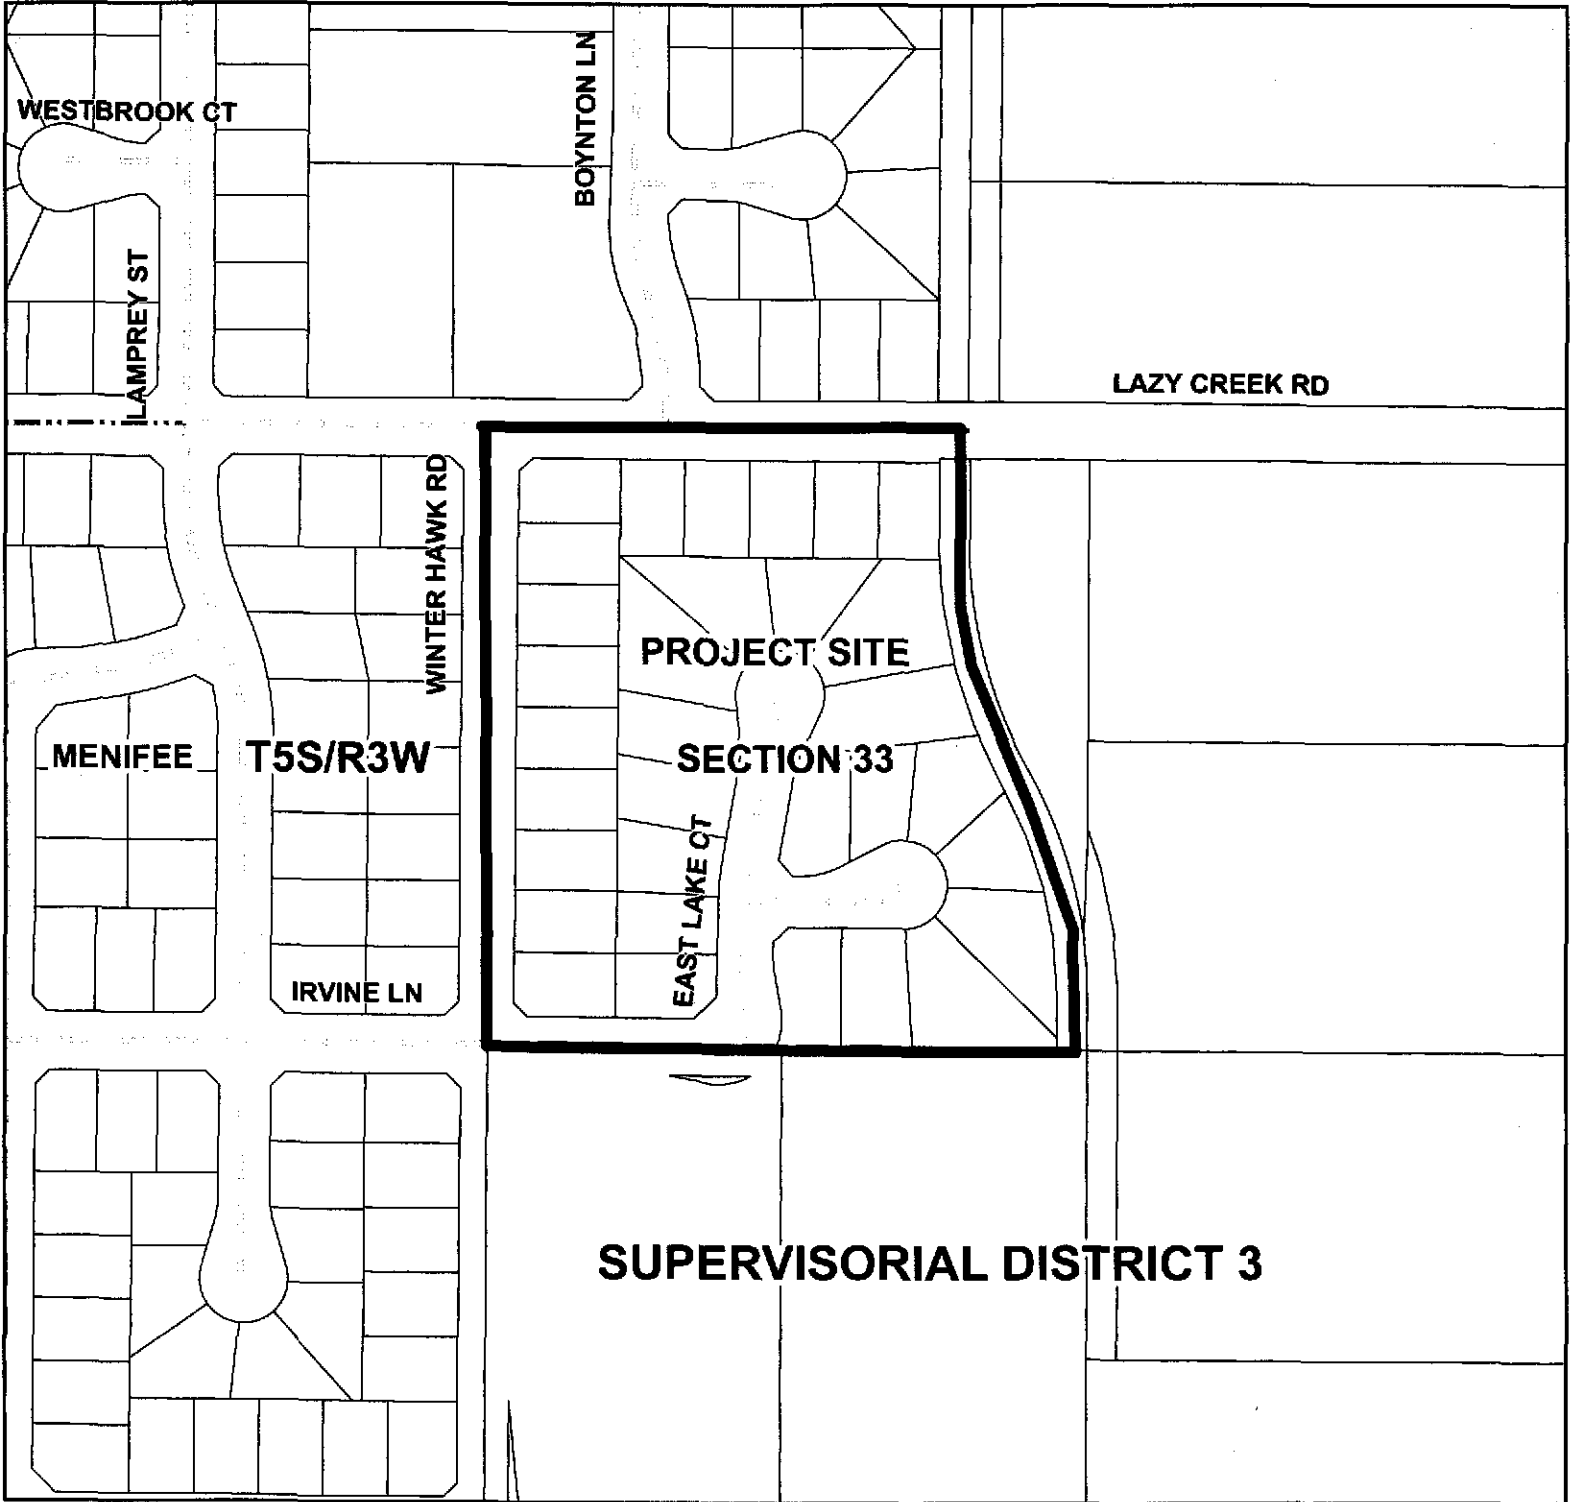 WESTBROOK CT
BOYNTON LN
LAMPREY ST
LAZY CREEK RD
WINTER HAWK RD
PROJECT SITE
MENIFEE
T5S/R3W
SECTION 33
EAST LAKE CT
IRVINE LN
SUPERVISORIAL DISTRICT 3